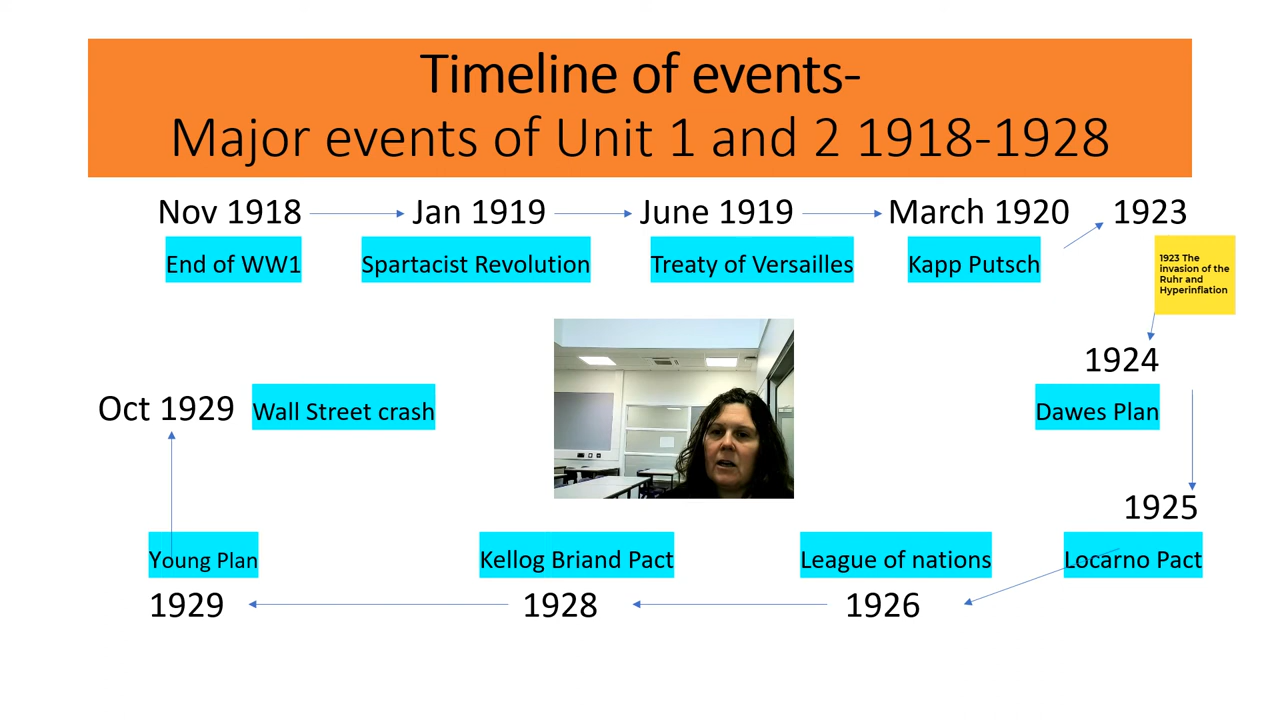 Timeline of events-
Major events of Unit 1 and 2 1918-1928
Nov 1918
Jan 1919
June 1919
March 1920
1923
End of WW1
Spartacist Revolution
Treaty of Versailles
Kapp Putsch
1923 The
invasion of the
Ruhr and
Hyperinflation
1924
Dawes Plan
1925
Locarno Pact
League of nations
1926
Kellog Briand Pact
1928
Young Plan
1929
Oct 1929
Wall Street crash